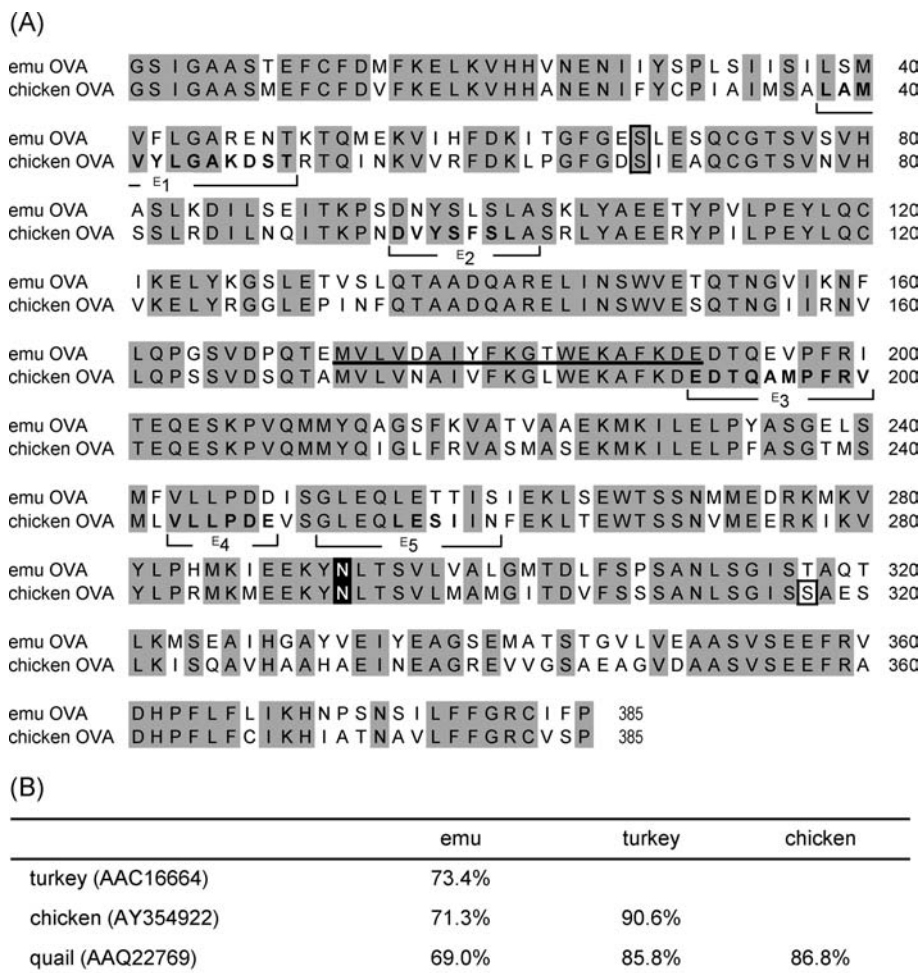 (A)
emu OVA GSIGAASTEFCFDMFKELKVHHVNENIIYSPLSIISILSM 40
chicken OVA GSIGAASMEFCFDVFKELKVHHANENIFYCPIAIMSALAM 40
emu OVA VFLGARENTKTQMEKVIHFDKITGFGESLESQCGTSVSVH 80
chicken OVA VYLGAKDSTRTQINKVVRFDKLPGFGDSIEAQCGTSVNVH 80
E1
emu OVA ASLKDILSEITKPSDNYSLSLASKLYAEETYPVLPEYLQC 120
chicken OVA SSLRDILNQITKPNDVYSFSLASRLYAEERYPILPEYLQC 120
E2
emu OVA IKELYKGSLETVSLQTAADQARELINSWVETQTNGVIKNF 160
chicken OVA VKELYRGGLEPINFQTAADQARELINSWVESQTNGIIRNV 160
emu OVA LQPGSVDPQTEMVLVDAIYFKGTWEKAFKDEDTQEVPFRI 200
chicken OVA LQPSSVDSQTAMVLVNAIVFKGLWEKAFKDEDTQAMPFRV 200
E3
emu OVA TEQESKPVQMMYQAGSFKVATVAAEKMKILELPYASGELS 240
chicken OVA TEQESKPVQMMYQIGLFRVASMASEKMKILELPFASGTMS 240
emu OVA MFVLLPDDISGLEQLETTISIEKLSEWTSSNMMEDRKMKV 280
chicken OVA MLVLLPDEVSGLEQLESIINFEKLTEWTSSNVMEERKIKV 280
E4 E5
emu OVA YLPHMKIEEKYNLTSVLVALGMTDLFSPSANLSGISTAQT 320
chicken OVA YLPRMKMEEKYNLTSVLMAMGITDVFSSSANLSGISSAES 320
emu OVA LKMSEAIHGAYVEIYEAGSEMATSTGVLVEAASVSEEFRV 360
chicken OVA LKISQAVHAAHAEINEAGREVVGSAEAGVDAASVSEEFRA 360
emu OVA DHPFLFLIKHNPSNSILFFGRCIFP 385
chicken OVA DHPFLFCIKHIATNAVLFFGRCVSP 385
(B)
emu turkey chicken
turkey (AAC16664) 73.4%
chicken (AY354922) 71.3% 90.6%
quail (AAQ22769) 69.0% 85.8% 86.8%